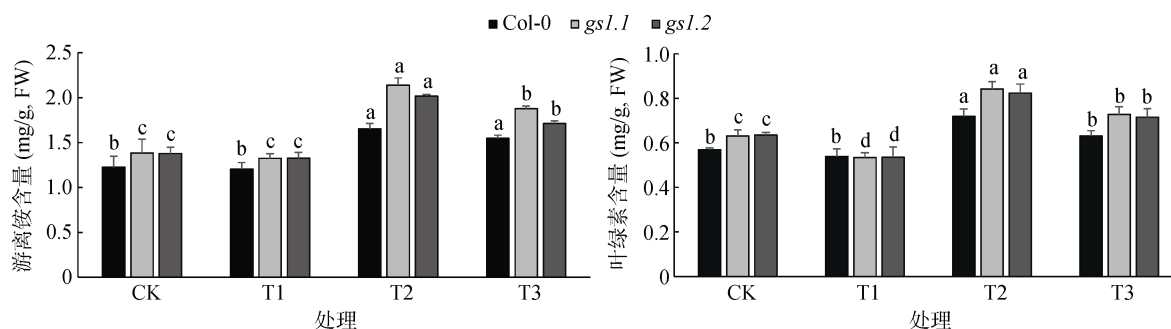 Col-0 gs1.1 gs1.2
游离铵含量 (mg/g, FW)
2.5
2.0
1.5
1.0
0.5
0
b c c b c c a a a a b b
CK T1 T2 T3
处理
叶绿素含量 (mg/g, FW)
1.0
0.8
0.6
0.4
0.2
0
b c c b d d a a a b b b
CK T1 T2 T3
处理